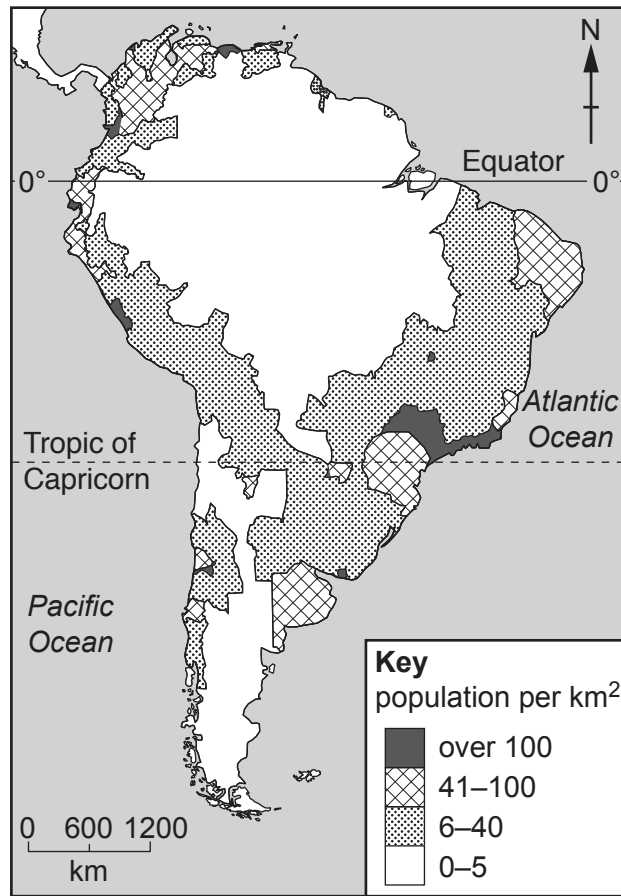 N
Equator
0°
0°
Atlantic
Ocean
Tropic of
Capricorn
Pacific
Ocean
Key
population per km²
over 100
41–100
6–40
0–5
0 600 1200
km